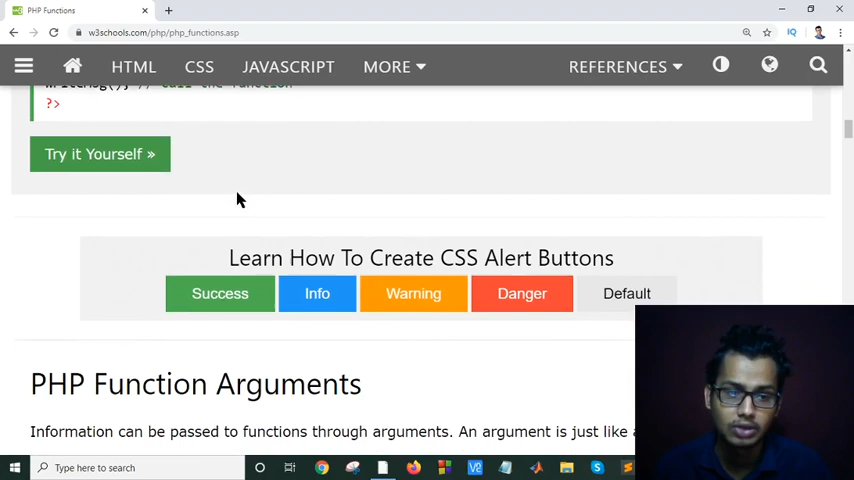 PHP Functions
w3schools.com/php/php_functions.asp
HTML CSS JAVASCRIPT MORE REFERENCES
?>
Try it Yourself »
Learn How To Create CSS Alert Buttons
Success Info Warning Danger Default
PHP Function Arguments
Information can be passed to functions through arguments. An argument is just like
Type here to search